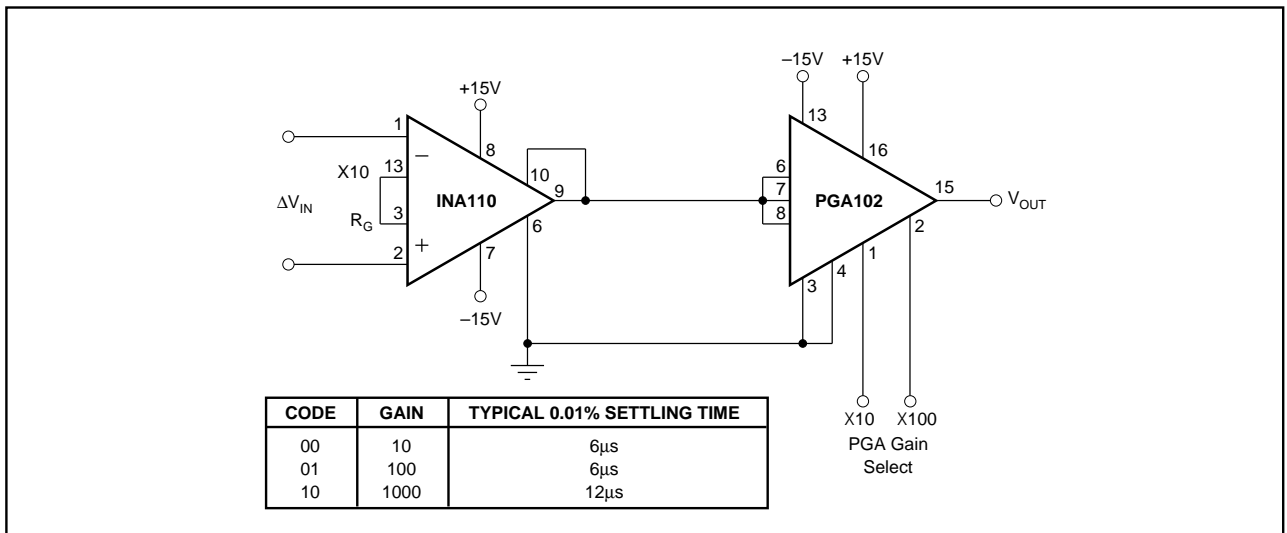 –15V +15V
+15V
13
1
8
16
–
X10 13
10
6
9
7
15
ΔV_IN
INA110
PGA102
V_OUT
3
8
2
R_G
6
+
7
2
1
4
3
–15V
CODE GAIN TYPICAL 0.01% SETTLING TIME
00 10 6µs
01 100 6µs
10 1000 12µs
X10 X100
PGA Gain
Select